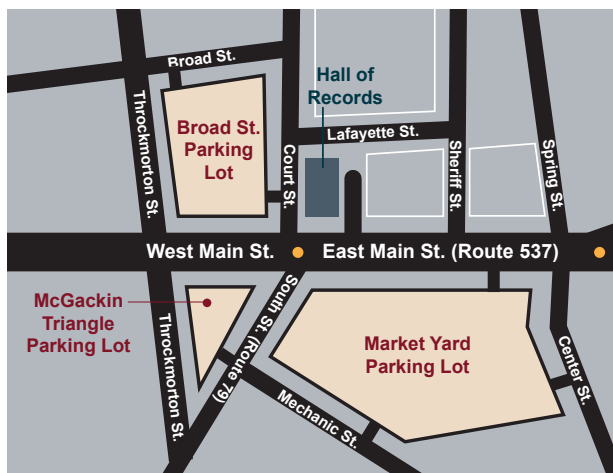 Broad St.
Hall of
Records
Throckmorton St.
Broad St.
Parking
Lot
Court St.
Lafayette St.
Sheriff St.
Spring St.
West Main St.
East Main St. (Route 537)
McGackin
Triangle
Parking Lot
Throckmorton St.
South St. (Route 79)
Market Yard
Parking Lot
Center St.
Mechanic St.